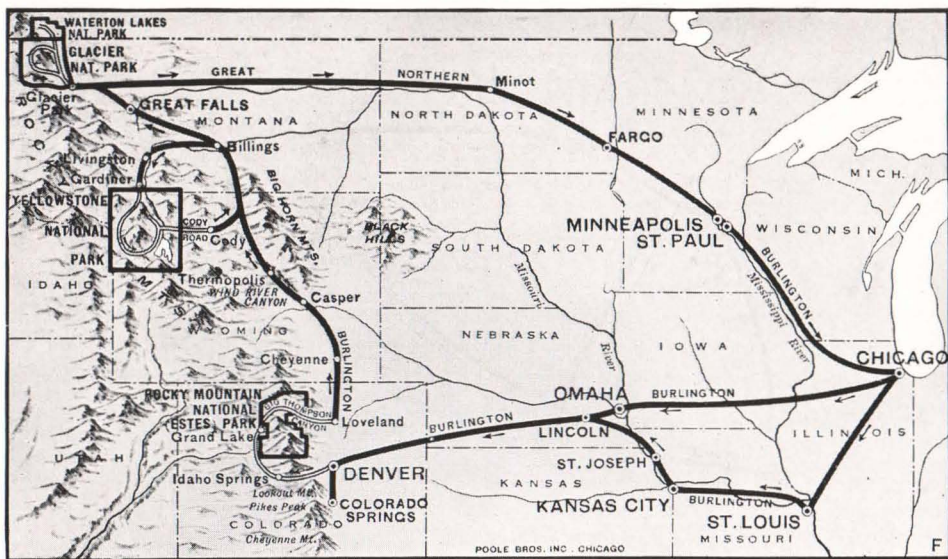 WATERTON LAKES
NAT. PARK
GLACIER
NAT. PARK
Glacier
Park
GREAT
NORTHERN
Minot
ROCKY
GREAT FALLS
MONTANA
NORTH DAKOTA
MINNESOTA
FARGO
Livingston
Billings
Gardiner
MICH.
YELLOWSTONE
NATIONAL
PARK
CODY
ROAD
Cody
BIG HORN MTS.
BLACK
HILLS
SOUTH DAKOTA
MINNEAPOLIS
ST. PAUL
WISCONSIN
BURLINGTON
Mississippi
River
IDAHO
MTS.
Thermopolis
WIND RIVER
CANYON
Casper
Missouri
River
WYOMING
NEBRASKA
IOWA
Cheyenne
BURLINGTON
CHICAGO
ROCKY MOUNTAIN
NATIONAL
(ESTES) PARK
BIG THOMPSON
CANYON
Loveland
Grand Lake
OMAHA
BURLINGTON
BURLINGTON
LINCOLN
ILLINOIS
UTAH
Idaho Springs
DENVER
Lookout Mt.
Pikes Peak
COLORADO
SPRINGS
COLORADO
Cheyenne Mt.
KANSAS
ST. JOSEPH
KANSAS CITY
BURLINGTON
ST. LOUIS
MISSOURI
POOLE BROS. INC. CHICAGO
F